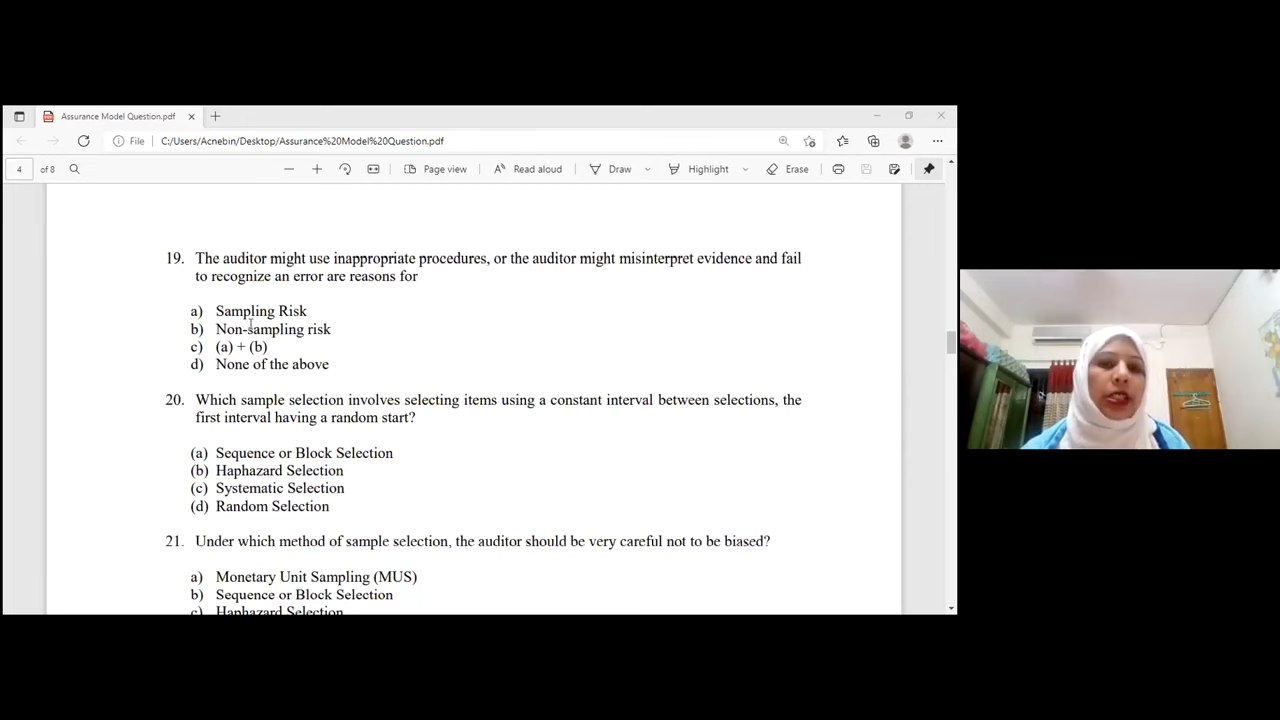 Assurance Model Question.pdf
File C:/Users/Acnebin/Desktop/Assurance%20Model%20Question.pdf
4 of 8 Page view Read aloud Draw Highlight Erase
19. The auditor might use inappropriate procedures, or the auditor might misinterpret evidence and fail
to recognize an error are reasons for
a) Sampling Risk
b) Non-sampling risk
c) (a) + (b)
d) None of the above
20. Which sample selection involves selecting items using a constant interval between selections, the
first interval having a random start?
(a) Sequence or Block Selection
(b) Haphazard Selection
(c) Systematic Selection
(d) Random Selection
21. Under which method of sample selection, the auditor should be very careful not to be biased?
a) Monetary Unit Sampling (MUS)
b) Sequence or Block Selection
c) Haphazard Selection